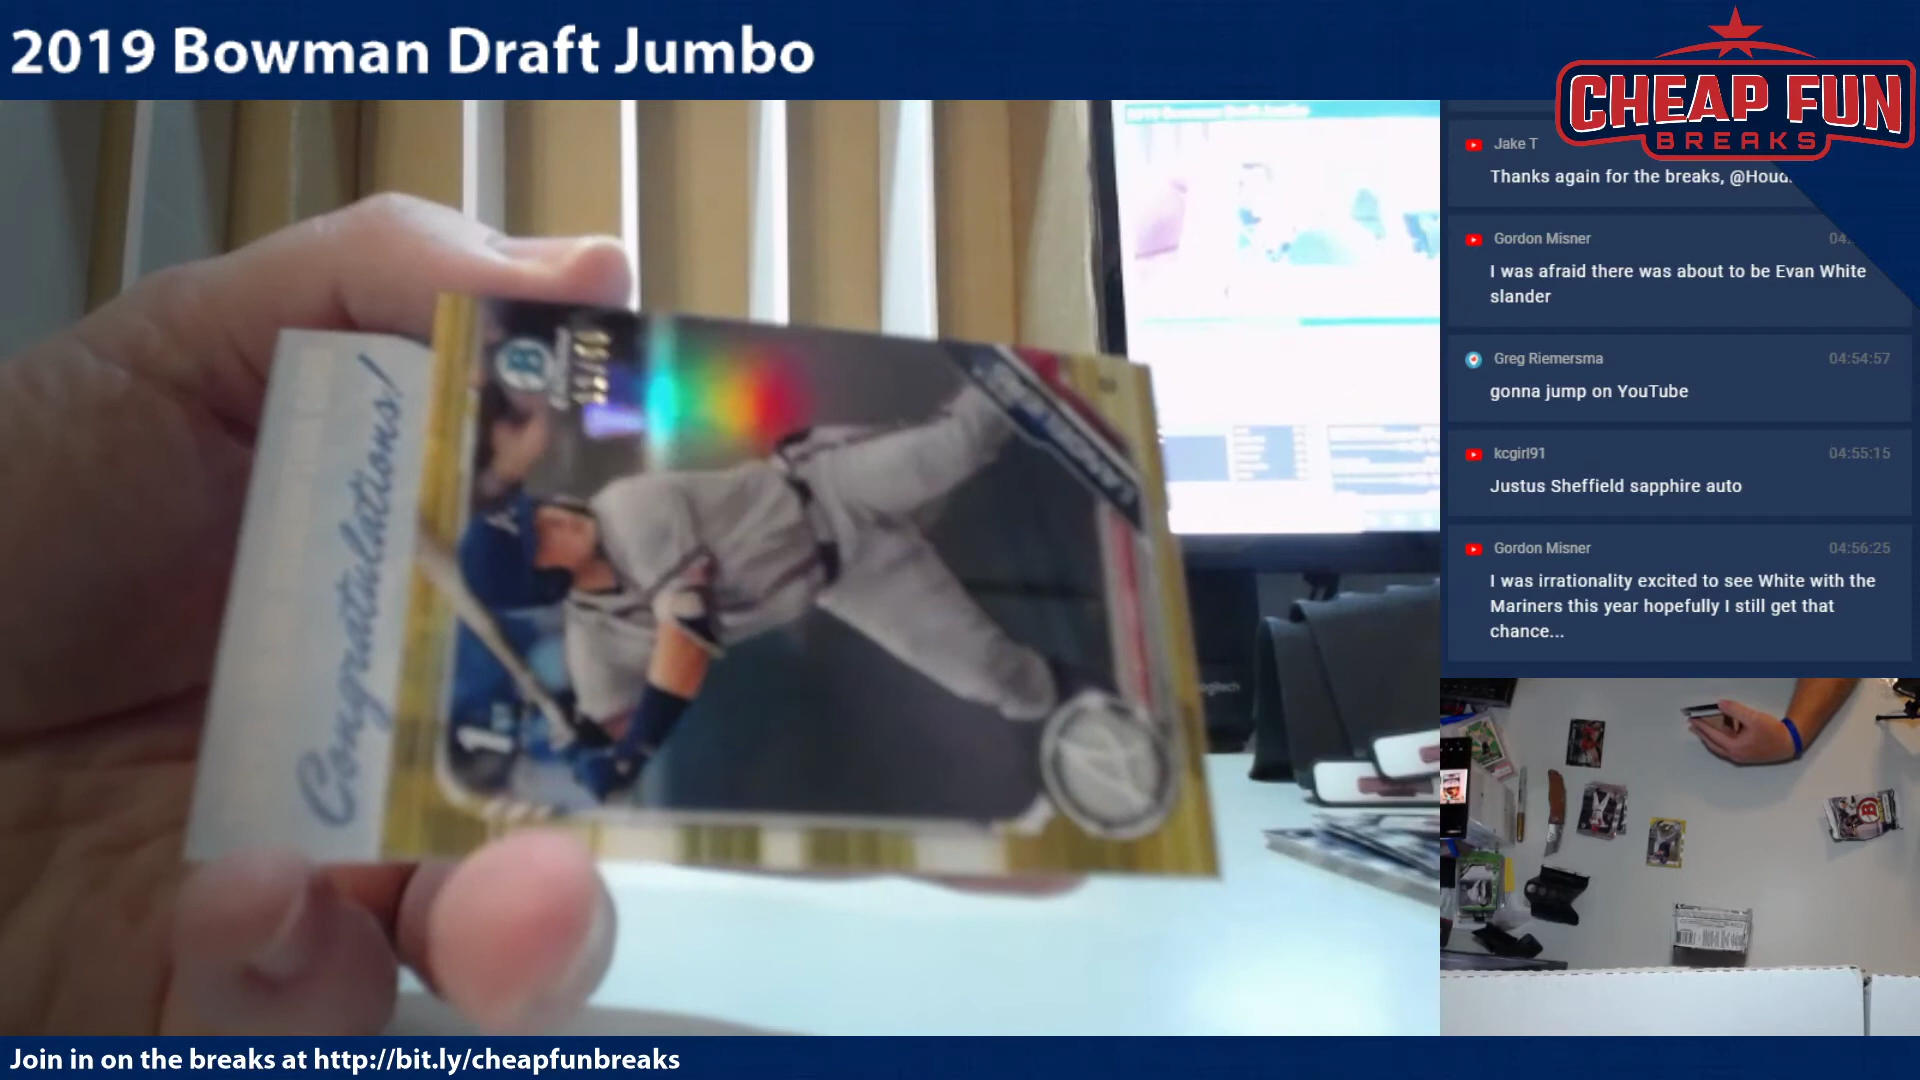 2019 Bowman Draft Jumbo
CHEAP FUN
BREAKS
Jake T
Thanks again for the breaks, @Houd
Gordon Misner
04:
I was afraid there was about to be Evan White
slander
Greg Riemersma
04:54:57
gonna jump on YouTube
kcgirl91
04:55:15
Justus Sheffield sapphire auto
Gordon Misner
04:56:25
I was irrationality excited to see White with the
Mariners this year hopefully I still get that
chance...
Congratulations!
1st
B
A
Join in on the breaks at http://bit.ly/cheapfunbreaks